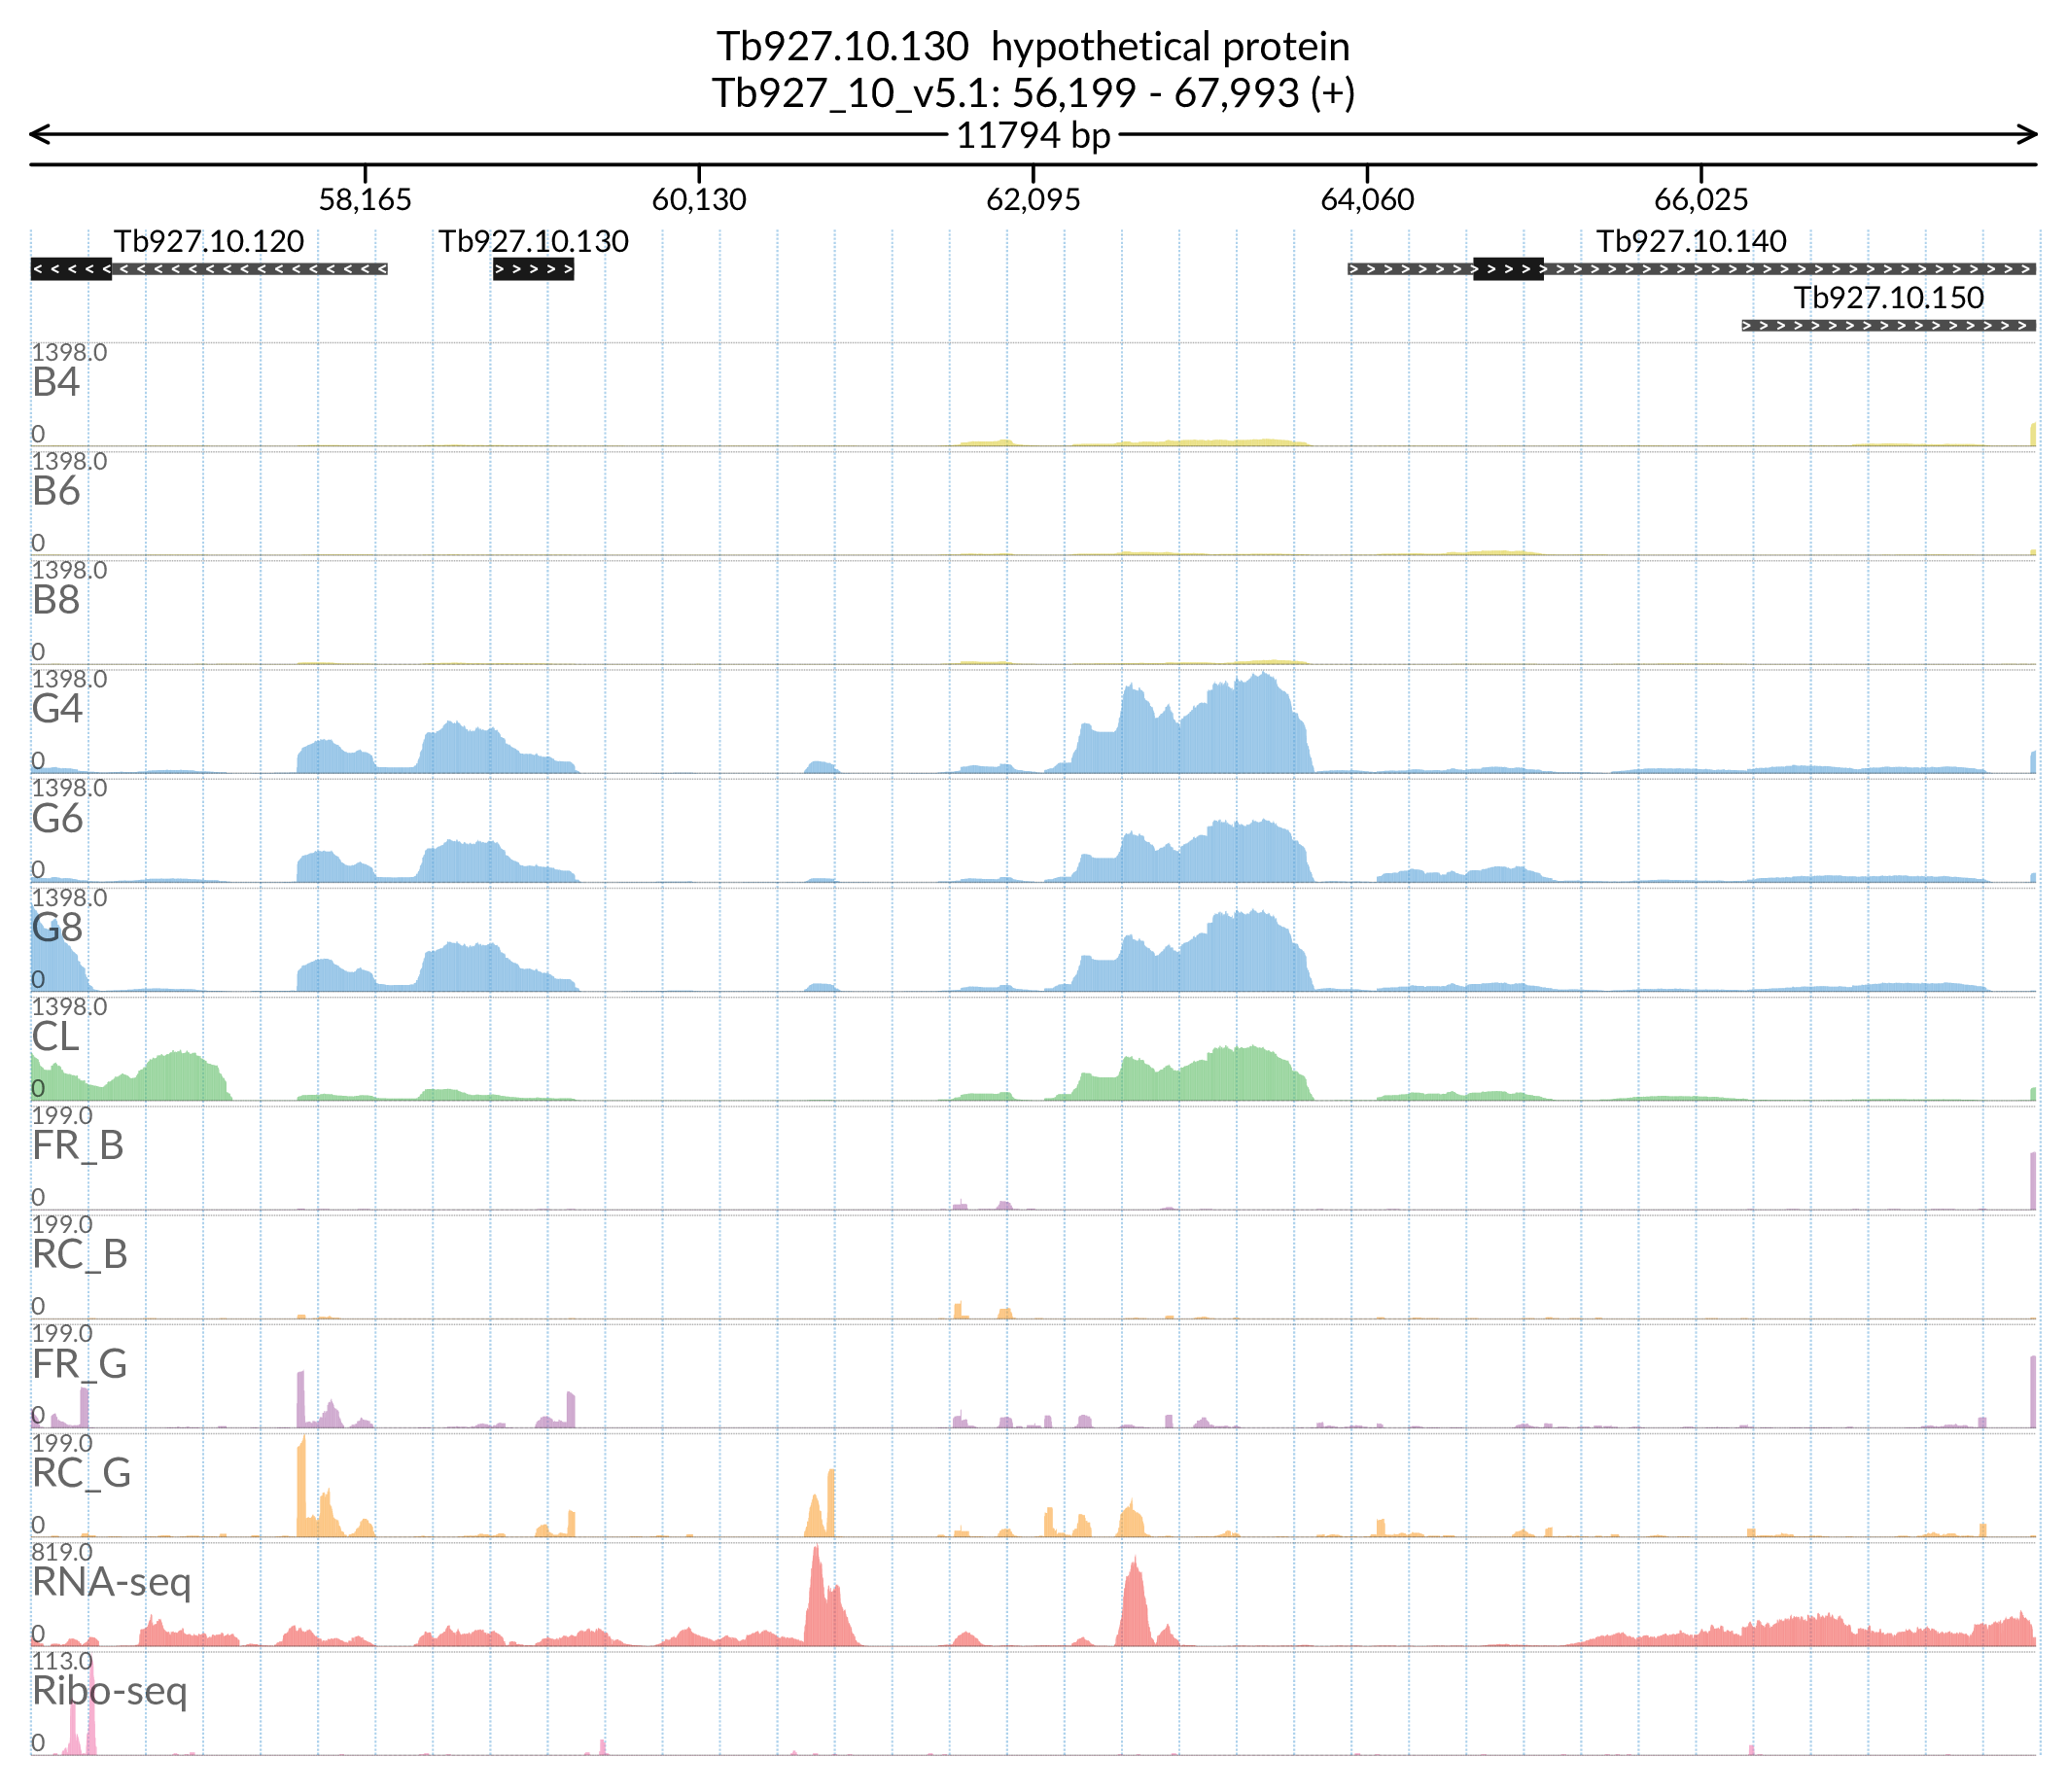 Tb927.10.130 hypothetical protein
Tb927_10_v5.1: 56,199 - 67,993 (+)
11794 bp
58,165 60,130 62,095 64,060 66,025
Tb927.10.120 Tb927.10.130 Tb927.10.140
Tb927.10.150
1398.0
B4
0
1398.0
B6
0
1398.0
B8
0
1398.0
G4
0
1398.0
G6
0
1398.0
G8
0
1398.0
CL
0
199.0
FR_B
0
199.0
RC_B
0
199.0
FR_G
0
199.0
RC_G
0
819.0
RNA-seq
0
113.0
Ribo-seq
0